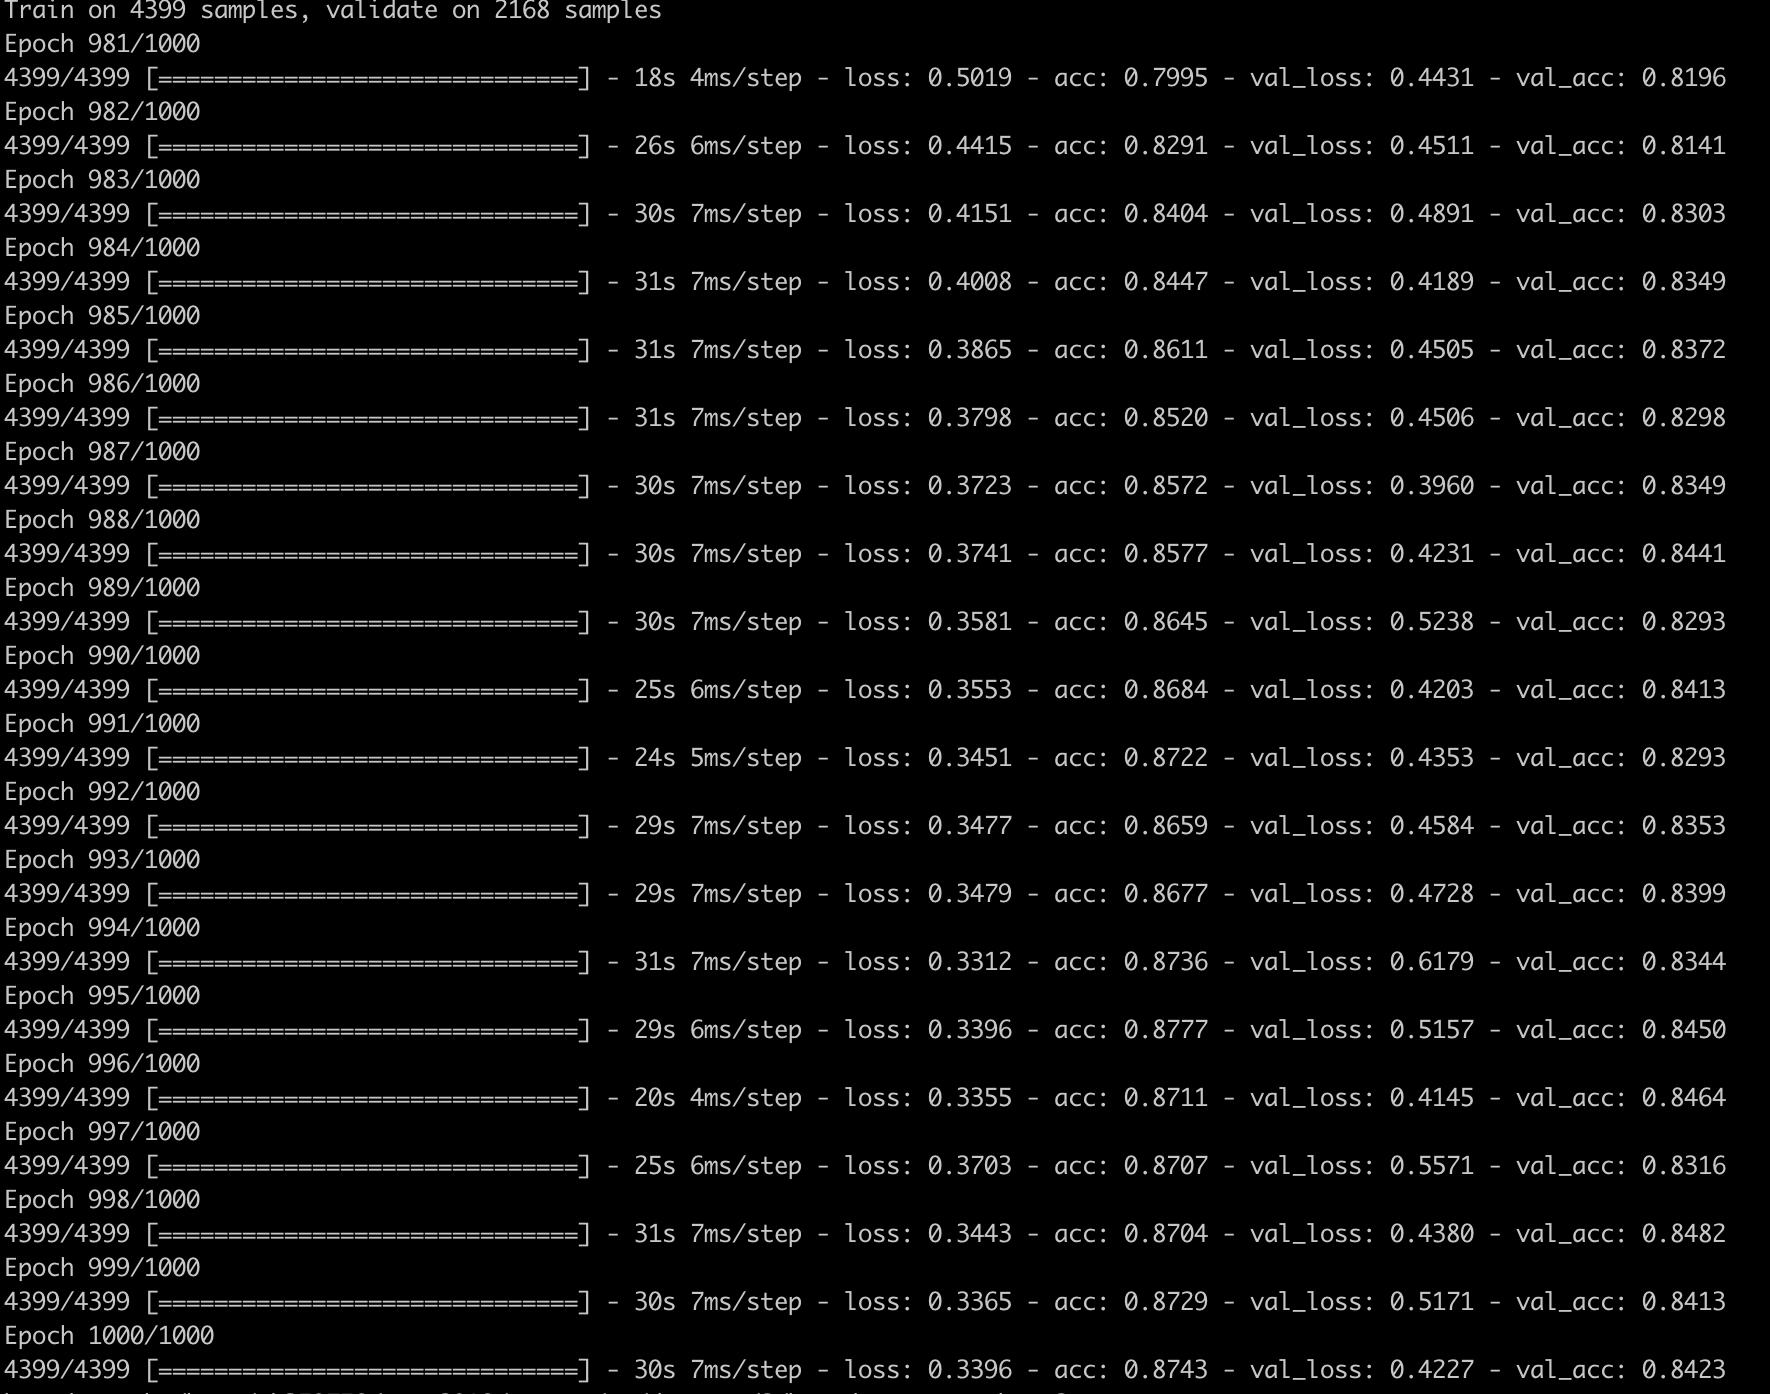 Train on 4399 samples, validate on 2168 samples
Epoch 981/1000
4399/4399 [==============================] - 18s 4ms/step - loss: 0.5019 - acc: 0.7995 - val_loss: 0.4431 - val_acc: 0.8196
Epoch 982/1000
4399/4399 [==============================] - 26s 6ms/step - loss: 0.4415 - acc: 0.8291 - val_loss: 0.4511 - val_acc: 0.8141
Epoch 983/1000
4399/4399 [==============================] - 30s 7ms/step - loss: 0.4151 - acc: 0.8404 - val_loss: 0.4891 - val_acc: 0.8303
Epoch 984/1000
4399/4399 [==============================] - 31s 7ms/step - loss: 0.4008 - acc: 0.8447 - val_loss: 0.4189 - val_acc: 0.8349
Epoch 985/1000
4399/4399 [==============================] - 31s 7ms/step - loss: 0.3865 - acc: 0.8611 - val_loss: 0.4505 - val_acc: 0.8372
Epoch 986/1000
4399/4399 [==============================] - 31s 7ms/step - loss: 0.3798 - acc: 0.8520 - val_loss: 0.4506 - val_acc: 0.8298
Epoch 987/1000
4399/4399 [==============================] - 30s 7ms/step - loss: 0.3723 - acc: 0.8572 - val_loss: 0.3960 - val_acc: 0.8349
Epoch 988/1000
4399/4399 [==============================] - 30s 7ms/step - loss: 0.3741 - acc: 0.8577 - val_loss: 0.4231 - val_acc: 0.8441
Epoch 989/1000
4399/4399 [==============================] - 30s 7ms/step - loss: 0.3581 - acc: 0.8645 - val_loss: 0.5238 - val_acc: 0.8293
Epoch 990/1000
4399/4399 [==============================] - 25s 6ms/step - loss: 0.3553 - acc: 0.8684 - val_loss: 0.4203 - val_acc: 0.8413
Epoch 991/1000
4399/4399 [==============================] - 24s 5ms/step - loss: 0.3451 - acc: 0.8722 - val_loss: 0.4353 - val_acc: 0.8293
Epoch 992/1000
4399/4399 [==============================] - 29s 7ms/step - loss: 0.3477 - acc: 0.8659 - val_loss: 0.4584 - val_acc: 0.8353
Epoch 993/1000
4399/4399 [==============================] - 29s 7ms/step - loss: 0.3479 - acc: 0.8677 - val_loss: 0.4728 - val_acc: 0.8399
Epoch 994/1000
4399/4399 [==============================] - 31s 7ms/step - loss: 0.3312 - acc: 0.8736 - val_loss: 0.6179 - val_acc: 0.8344
Epoch 995/1000
4399/4399 [==============================] - 29s 6ms/step - loss: 0.3396 - acc: 0.8777 - val_loss: 0.5157 - val_acc: 0.8450
Epoch 996/1000
4399/4399 [==============================] - 20s 4ms/step - loss: 0.3355 - acc: 0.8711 - val_loss: 0.4145 - val_acc: 0.8464
Epoch 997/1000
4399/4399 [==============================] - 25s 6ms/step - loss: 0.3703 - acc: 0.8707 - val_loss: 0.5571 - val_acc: 0.8316
Epoch 998/1000
4399/4399 [==============================] - 31s 7ms/step - loss: 0.3443 - acc: 0.8704 - val_loss: 0.4380 - val_acc: 0.8482
Epoch 999/1000
4399/4399 [==============================] - 30s 7ms/step - loss: 0.3365 - acc: 0.8729 - val_loss: 0.5171 - val_acc: 0.8413
Epoch 1000/1000
4399/4399 [==============================] - 30s 7ms/step - loss: 0.3396 - acc: 0.8743 - val_loss: 0.4227 - val_acc: 0.8423